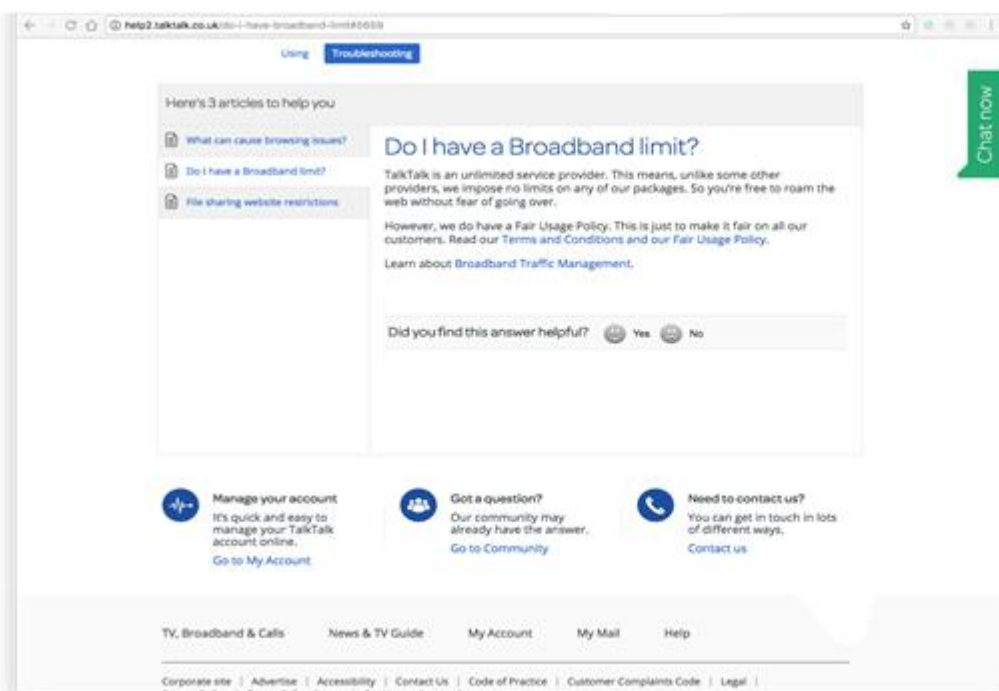 help2.talktalk.co.uk/do-i-have-broadband-limit#6659
Using Troubleshooting
Chat now
Here's 3 articles to help you
What can cause browsing issues?
Do I have a Broadband limit?
File sharing website restrictions
Do I have a Broadband limit?
TalkTalk is an unlimited service provider. This means, unlike some other
providers, we impose no limits on any of our packages. So you're free to roam the
web without fear of going over.
However, we do have a Fair Usage Policy. This is just to make it fair on all our
customers. Read our Terms and Conditions and our Fair Usage Policy.
Learn about Broadband Traffic Management.
Did you find this answer helpful? Yes No
Manage your account
It's quick and easy to
manage your TalkTalk
account online.
Go to My Account
Got a question?
Our community may
already have the answer.
Go to Community
Need to contact us?
You can get in touch in lots
of different ways.
Contact us
TV, Broadband & Calls News & TV Guide My Account My Mail Help
Corporate site | Advertise | Accessibility | Contact Us | Code of Practice | Customer Complaints Code | Legal |